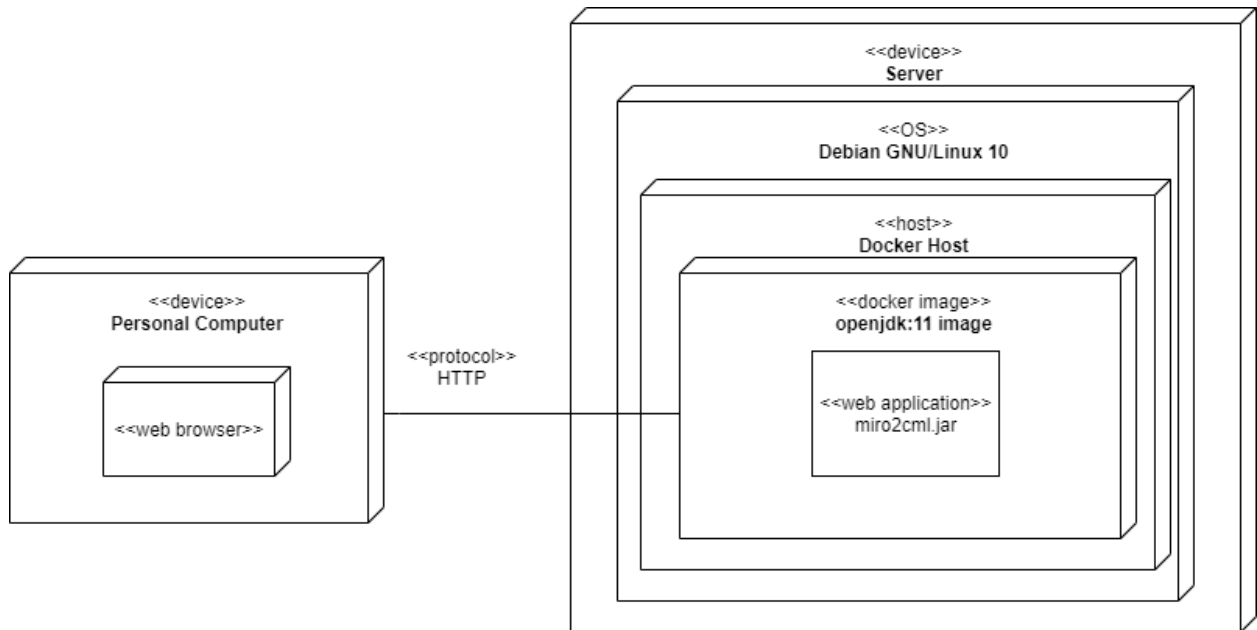 <<device>>
Server
<<OS>>
Debian GNU/Linux 10
<<host>>
Docker Host
<<docker image>>
openjdk:11 image
<<web application>>
miro2cml.jar
<<device>>
Personal Computer
<<web browser>>
<<protocol>>
HTTP